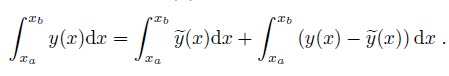 ∫_{x_a}^{x_b} y(x)dx = ∫_{x_a}^{x_b} ỹ(x)dx + ∫_{x_a}^{x_b} (y(x) − ỹ(x)) dx .